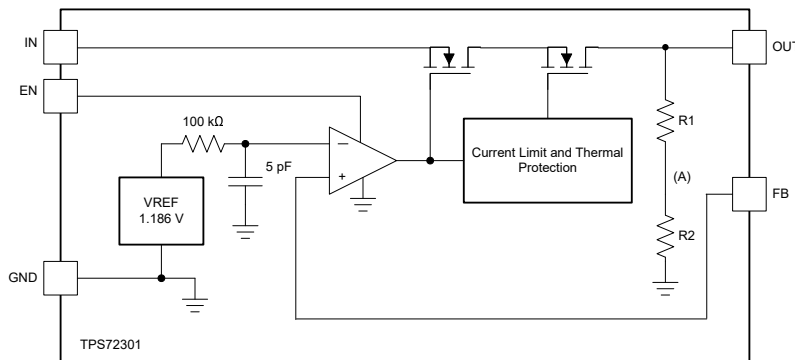 IN
OUT
EN
100 kΩ
R1
−
5 pF
Current Limit and Thermal
Protection
+
(A)
VREF
1.186 V
FB
R2
GND
TPS72301